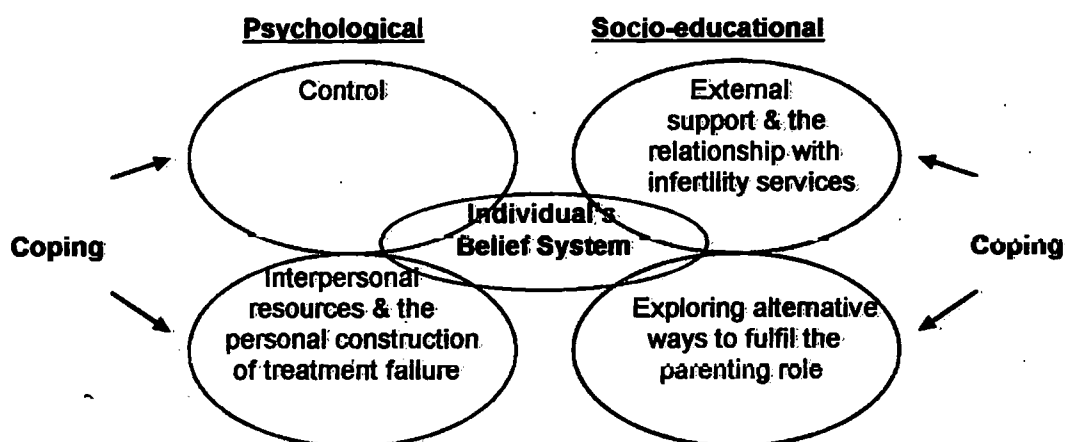 Psychological
Socio-educational
Control
External
support & the
relationship with
infertility services
Individual's
Belief System
Coping
Coping
Interpersonal
resources & the
personal construction
of treatment failure
Exploring alternative
ways to fulfil the
parenting role